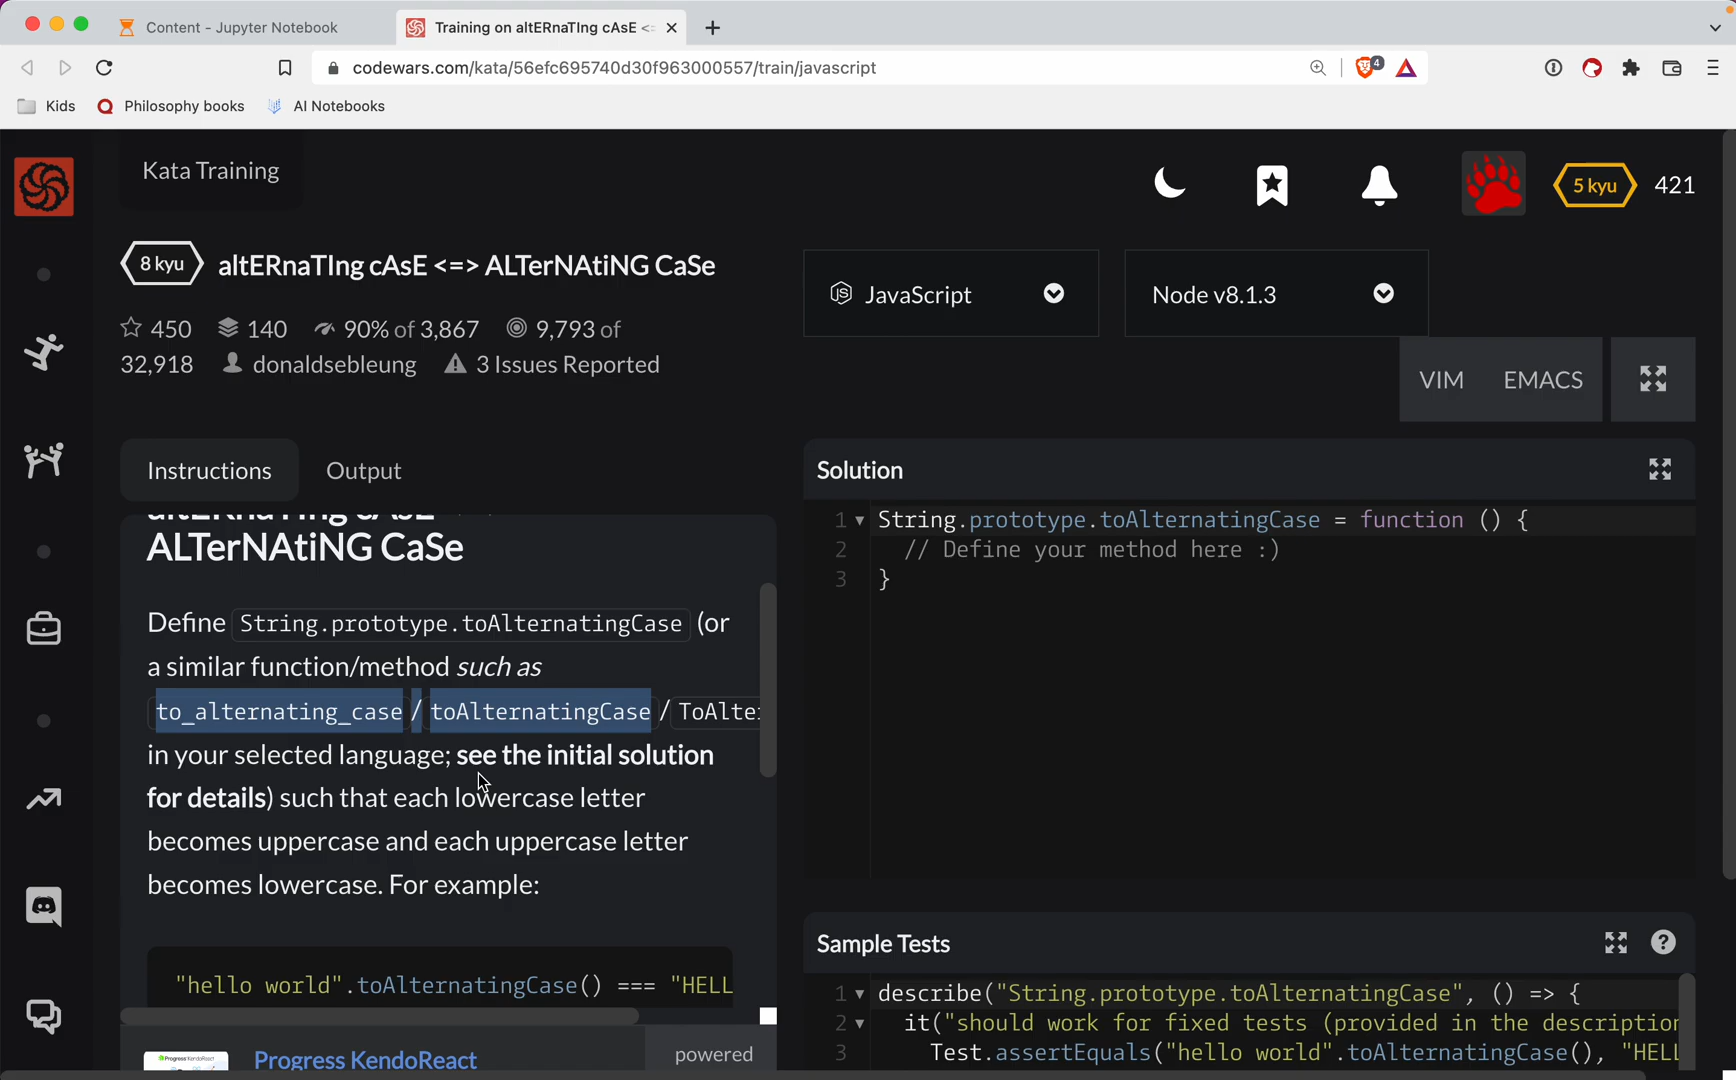 Content - Jupyter Notebook
Training on altERnaTIng cAsE <=
codewars.com/kata/56efc695740d30f963000557/train/javascript
4
Kids
Philosophy books
AI Notebooks
Kata Training
5 kyu
421
8 kyu
altERnaTIng cAsE <=> ALTerNAtiNG CaSe
450 140 90% of 3,867 9,793 of
32,918 donaldsebleung 3 Issues Reported
JavaScript
Node v8.1.3
VIM
EMACS
Instructions
Output
altERnaTIng cAsE
ALTerNAtiNG CaSe
Define String.prototype.toAlternatingCase (or
a similar function/method such as
to_alternating_case/toAlternatingCase/ToAlte
in your selected language; see the initial solution
for details) such that each lowercase letter
becomes uppercase and each uppercase letter
becomes lowercase. For example:
"hello world".toAlternatingCase() === "HELL
Progress KendoReact
powered
Solution
1 String.prototype.toAlternatingCase = function () {
2 // Define your method here :)
3 }
Sample Tests
?
1 describe("String.prototype.toAlternatingCase", () => {
2 it("should work for fixed tests (provided in the description
3 Test.assertEquals("hello world".toAlternatingCase(), "HELL